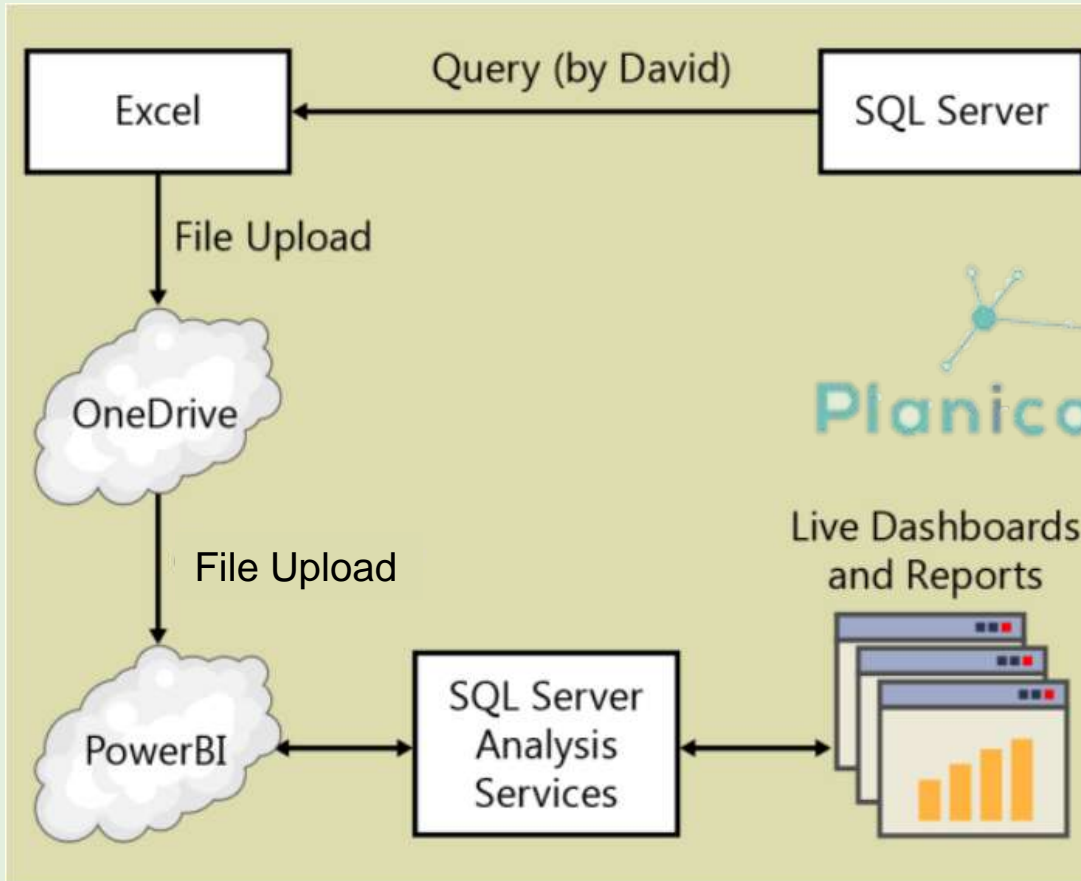 Query (by David)
Excel
SQL Server
File Upload
OneDrive
Planica
Live Dashboards
and Reports
File Upload
SQL Server
Analysis
Services
PowerBI